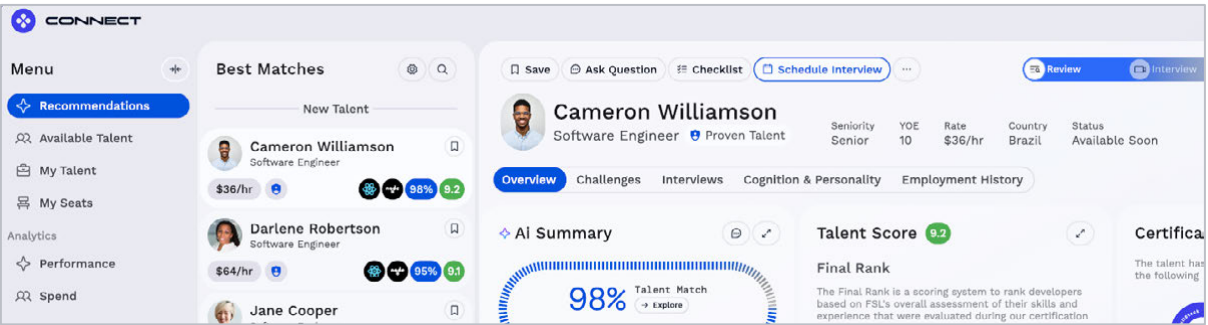 CONNECT
Menu
Recommendations
Available Talent
My Talent
My Seats
Analytics
Performance
Spend
Best Matches
New Talent
Cameron Williamson
Software Engineer
$36/hr
98%
9.2
Darlene Robertson
Software Engineer
$64/hr
95%
9.1
Jane Cooper
Save
Ask Question
Checklist
Schedule Interview
Review
Interview
Cameron Williamson
Software Engineer
Proven Talent
Seniority
Senior
YOE
10
Rate
$36/hr
Country
Brazil
Status
Available Soon
Overview
Challenges
Interviews
Cognition & Personality
Employment History
Ai Summary
98%
Talent Match
→ Explore
Talent Score 9.2
Final Rank
The Final Rank is a scoring system to rank developers
based on FSL's overall assessment of their skills and
experience that were evaluated during our certification
Certifica
The talent has
the following